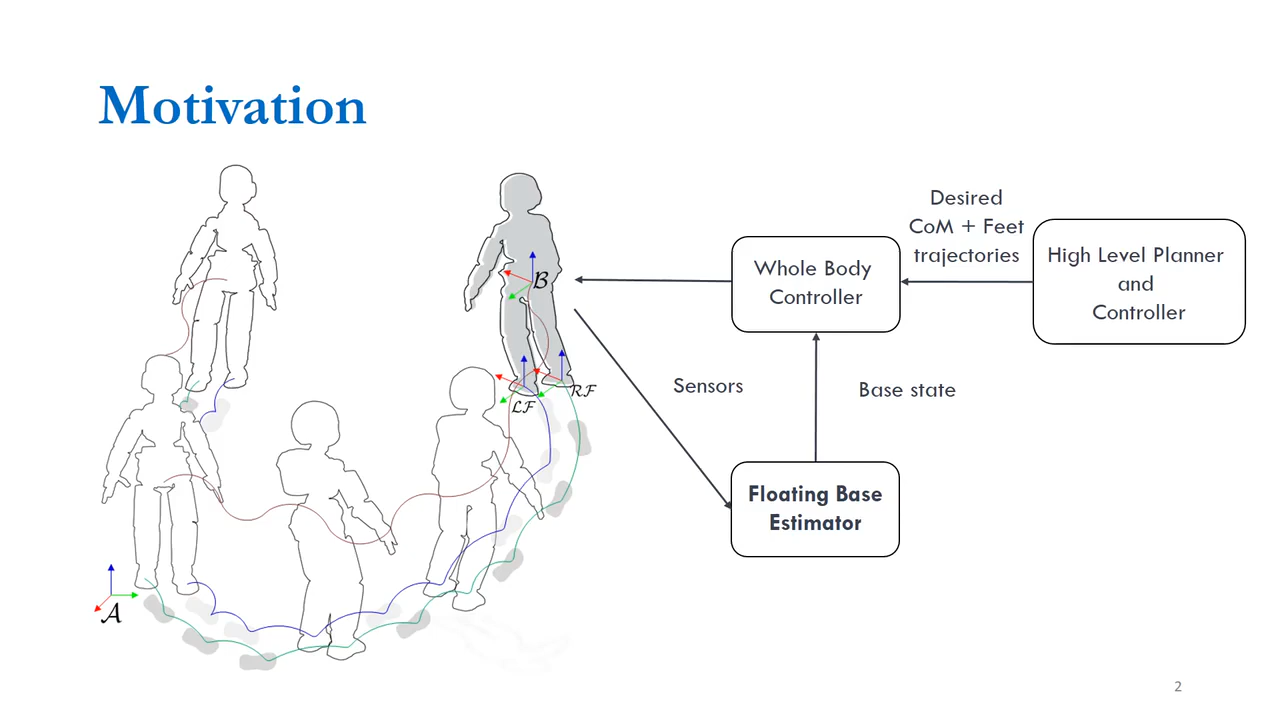 Motivation
Desired
CoM + Feet
trajectories
High Level Planner
and
Controller
Whole Body
Controller
B
Sensors
Base state
LF
RF
Floating Base
Estimator
A
2